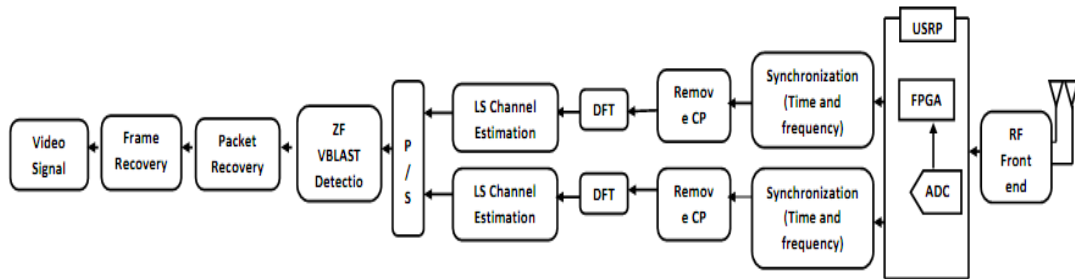 Video
Signal
Frame
Recovery
Packet
Recovery
ZF
VBLAST
Detectio
P
/
S
LS Channel
Estimation
DFT
Remov
e CP
Synchronization
(Time and
frequency)
LS Channel
Estimation
DFT
Remov
e CP
Synchronization
(Time and
frequency)
USRP
FPGA
ADC
RF
Front
end